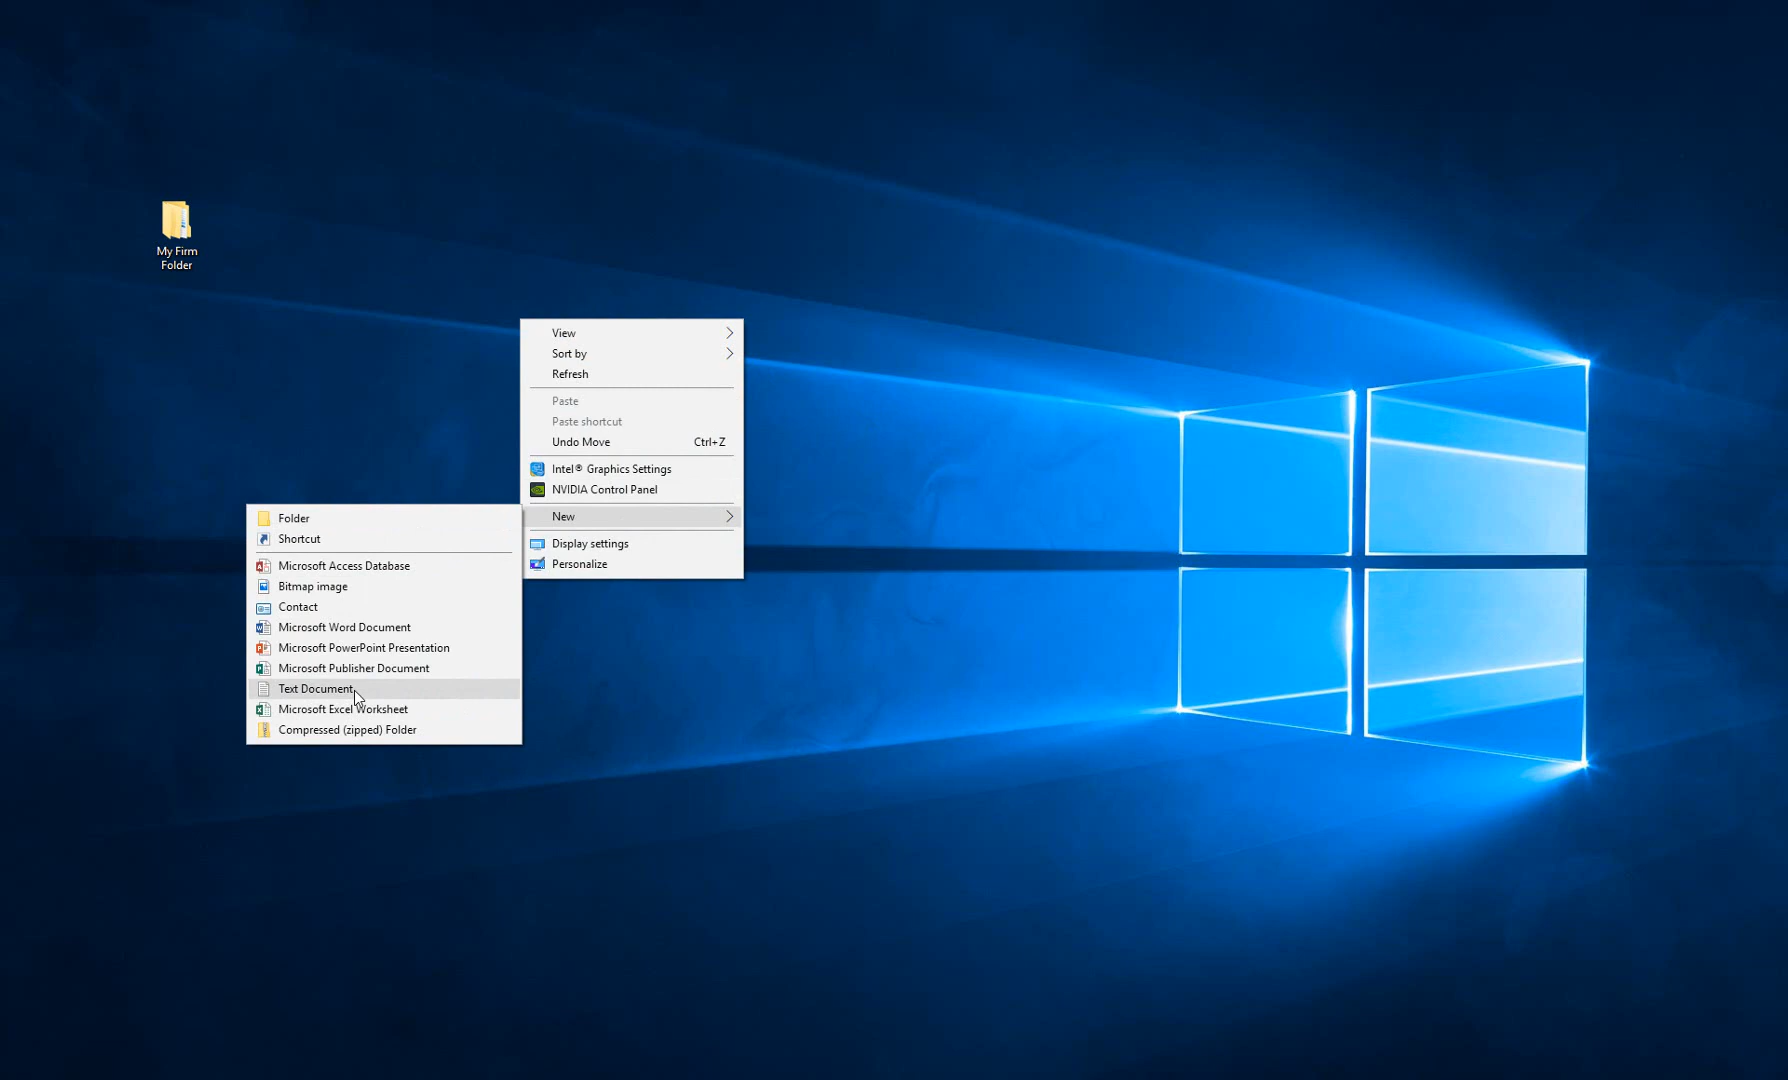 My Firm
Folder
View
Sort by
Refresh
Paste
Paste shortcut
Undo Move Ctrl+Z
Intel® Graphics Settings
NVIDIA Control Panel
New
Display settings
Personalize
Folder
Shortcut
Microsoft Access Database
Bitmap image
Contact
Microsoft Word Document
Microsoft PowerPoint Presentation
Microsoft Publisher Document
Text Document
Microsoft Excel Worksheet
Compressed (zipped) Folder